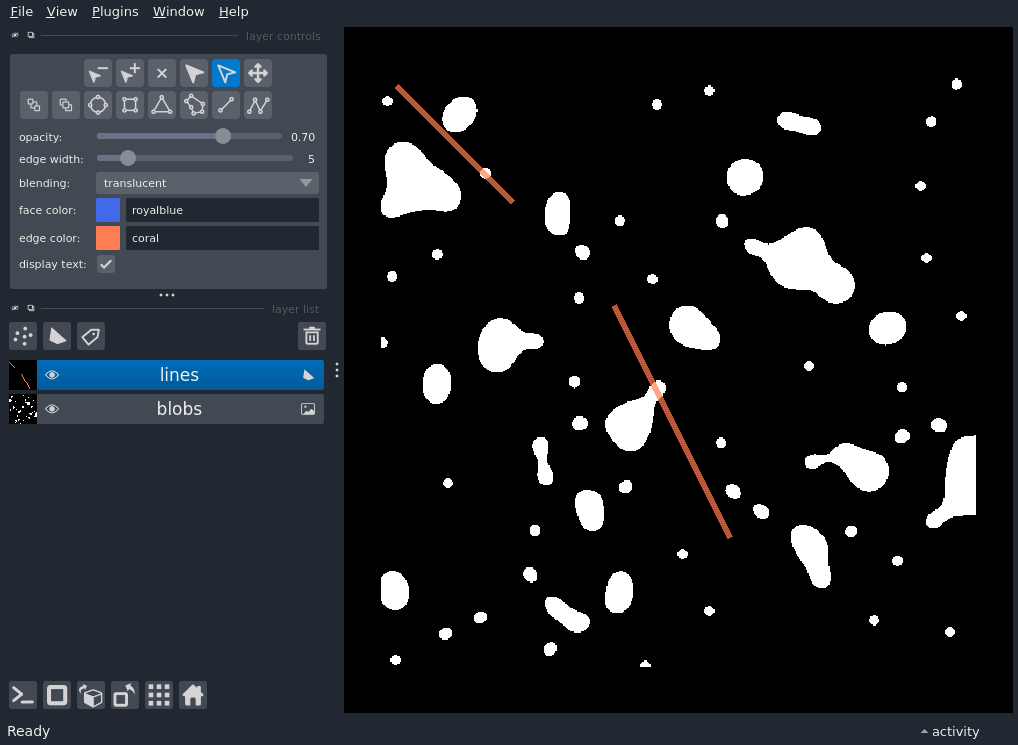 File View Plugins Window Help
layer controls
opacity: 0.70
edge width: 5
blending: translucent
face color: royalblue
edge color: coral
display text:
layer list
lines
blobs
Ready activity